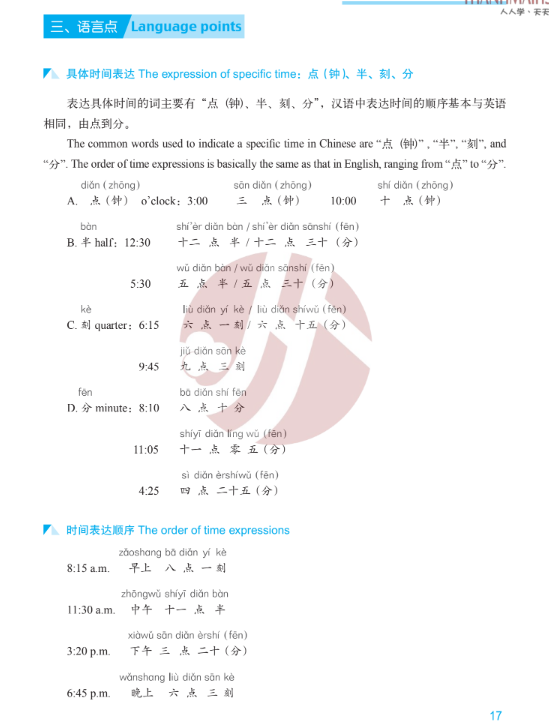 人人學·天天
三、语言点 Language points
具体时间表达 The expression of specific time：点（钟）、半、刻、分
表达具体时间的词主要有“点（钟）、半、刻、分”，汉语中表达时间的顺序基本与英语
相同，由点到分。
The common words used to indicate a specific time in Chinese are “点（钟）”, “半”, “刻”, and
“分”. The order of time expressions is basically the same as that in English, ranging from “点” to “分”.
diǎn (zhōng) sān diǎn (zhōng) shí diǎn (zhōng)
A. 点（钟） o’clock：3:00 三 点（钟） 10:00 十 点（钟）
bàn shí’èr diǎn bàn / shí’èr diǎn sānshí (fēn)
B. 半 half：12:30 十二 点 半 / 十二 点 三十（分）
wǔ diǎn bàn / wǔ diǎn sānshí (fēn)
5:30 五 点 半 / 五 点 三十（分）
kè liù diǎn yí kè / liù diǎn shíwǔ (fēn)
C. 刻 quarter：6:15 六 点 一刻 / 六 点 十五（分）
jiǔ diǎn sān kè
9:45 九 点 三 刻
fēn bā diǎn shí fēn
D. 分 minute：8:10 八 点 十 分
shíyī diǎn líng wǔ (fēn)
11:05 十一 点 零 五（分）
sì diǎn èrshíwǔ (fēn)
4:25 四 点 二十五（分）
时间表达顺序 The order of time expressions
zǎoshang bā diǎn yí kè
8:15 a.m. 早上 八 点 一刻
zhōngwǔ shíyī diǎn bàn
11:30 a.m. 中午 十一 点 半
xiàwǔ sān diǎn èrshí (fēn)
3:20 p.m. 下午 三 点 二十（分）
wǎnshang liù diǎn sān kè
6:45 p.m. 晚上 六 点 三 刻
17